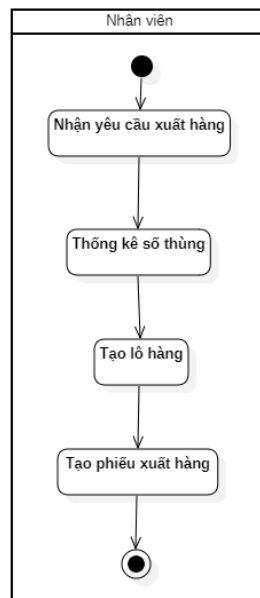 Nhân viên
Nhận yêu cầu xuất hàng
Thống kê số thùng
Tạo lô hàng
Tạo phiếu xuất hàng